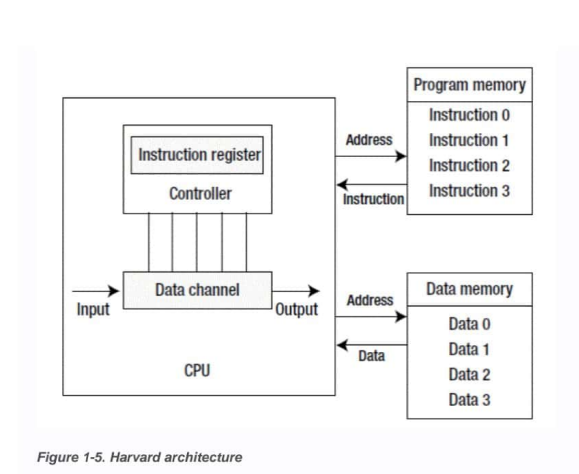 Program memory
Instruction 0
Instruction 1
Instruction 2
Instruction 3
Address
Instruction
Instruction register
Controller
Data channel
Input
Output
CPU
Address
Data
Data memory
Data 0
Data 1
Data 2
Data 3
Figure 1-5. Harvard architecture